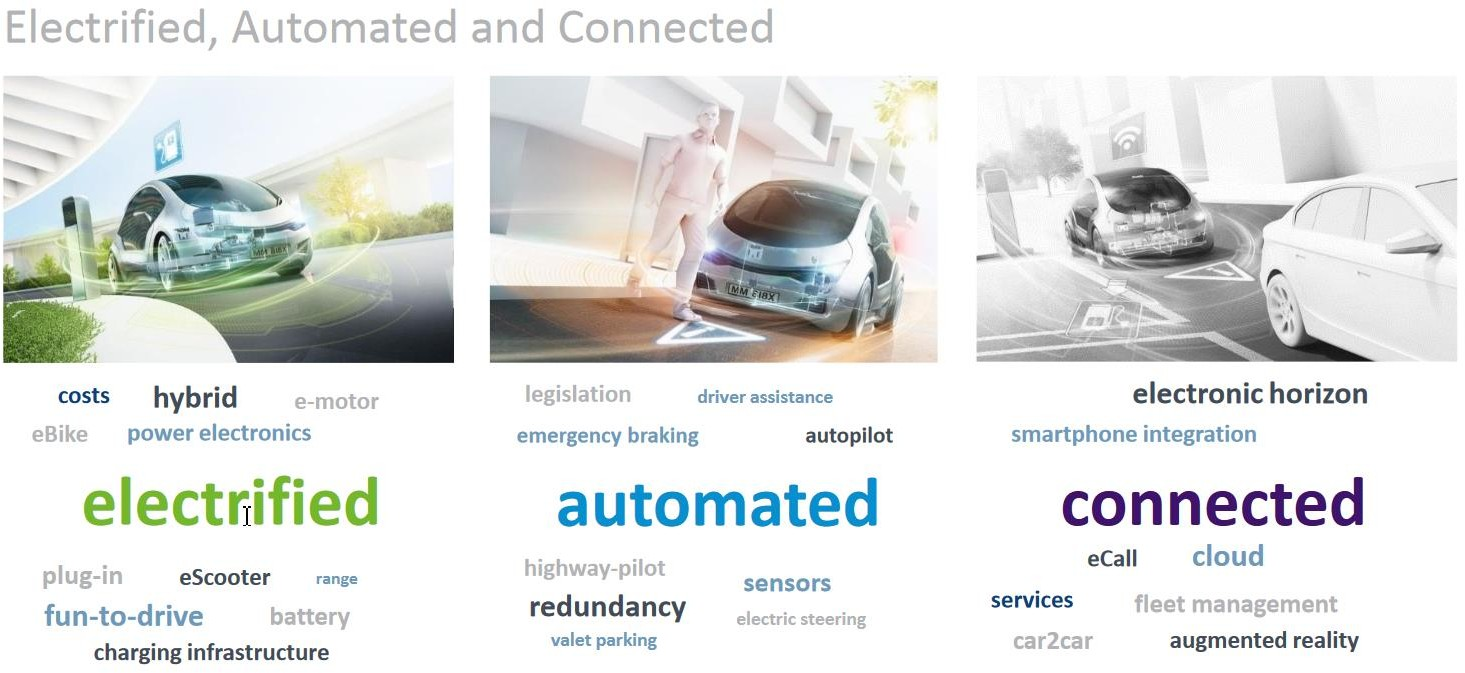 Electrified, Automated and Connected
costs hybrid e-motor
eBike power electronics
electrified
plug-in eScooter range
fun-to-drive battery
charging infrastructure
legislation driver assistance
emergency braking autopilot
automated
highway-pilot sensors
redundancy electric steering
valet parking
electronic horizon
smartphone integration
connected
eCall cloud
services fleet management
car2car augmented reality